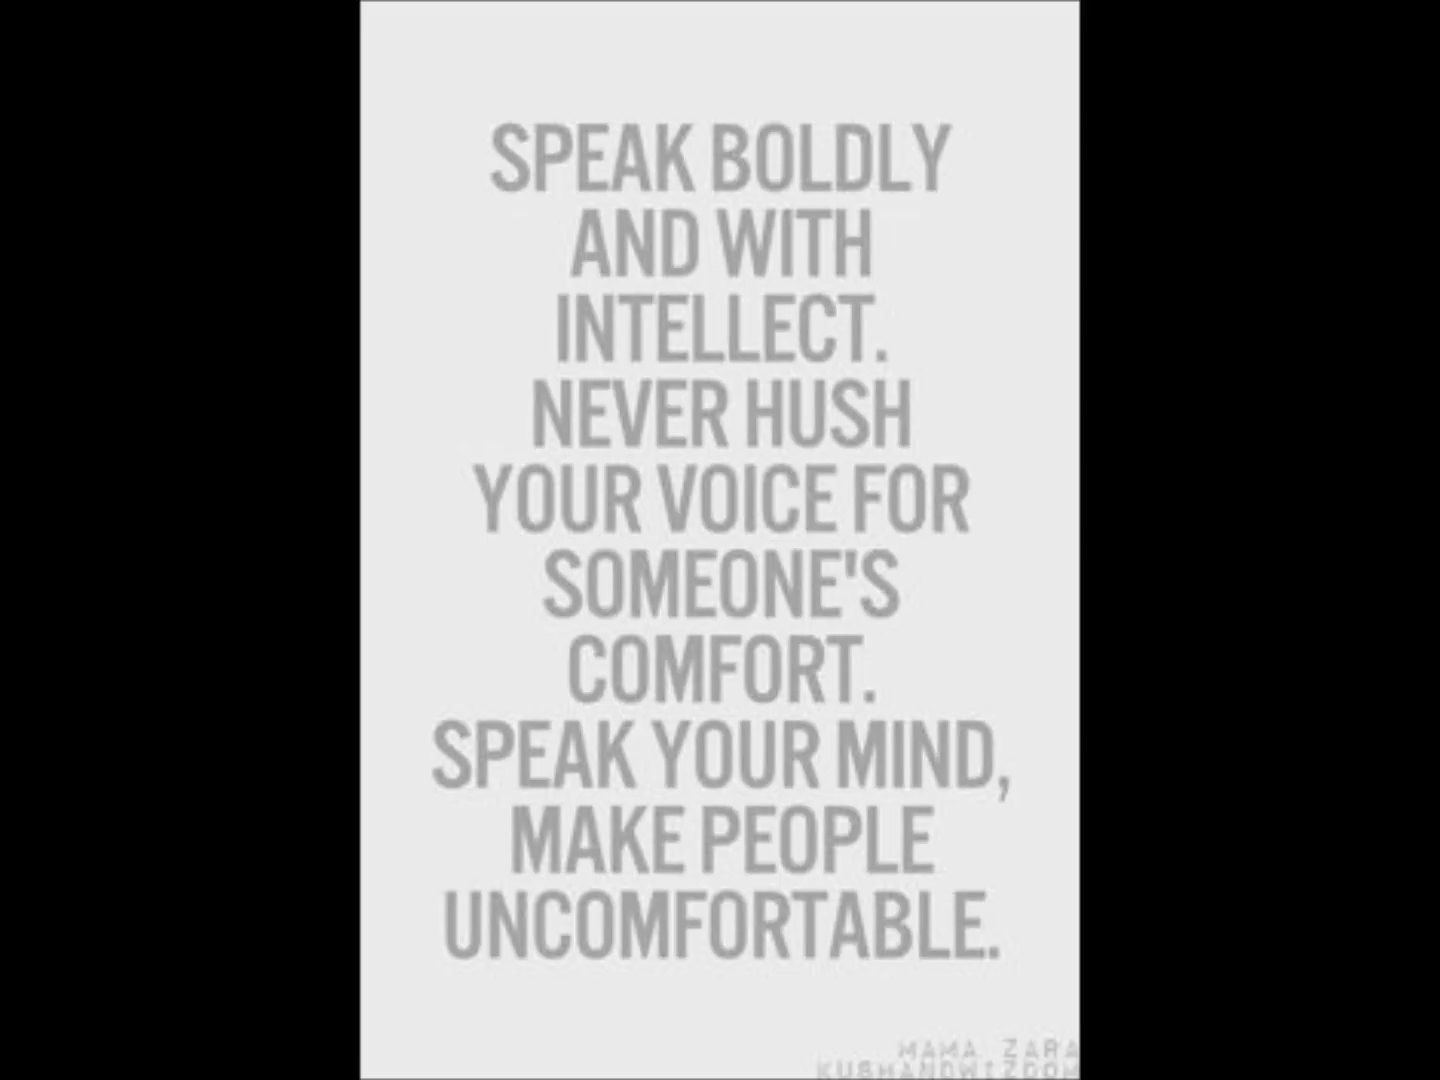 SPEAK BOLDLY
AND WITH
INTELLECT.
NEVER HUSH
YOUR VOICE FOR
SOMEONE'S
COMFORT.
SPEAK YOUR MIND,
MAKE PEOPLE
UNCOMFORTABLE.
MAMA ZARA
KUSHANDWIZDOM